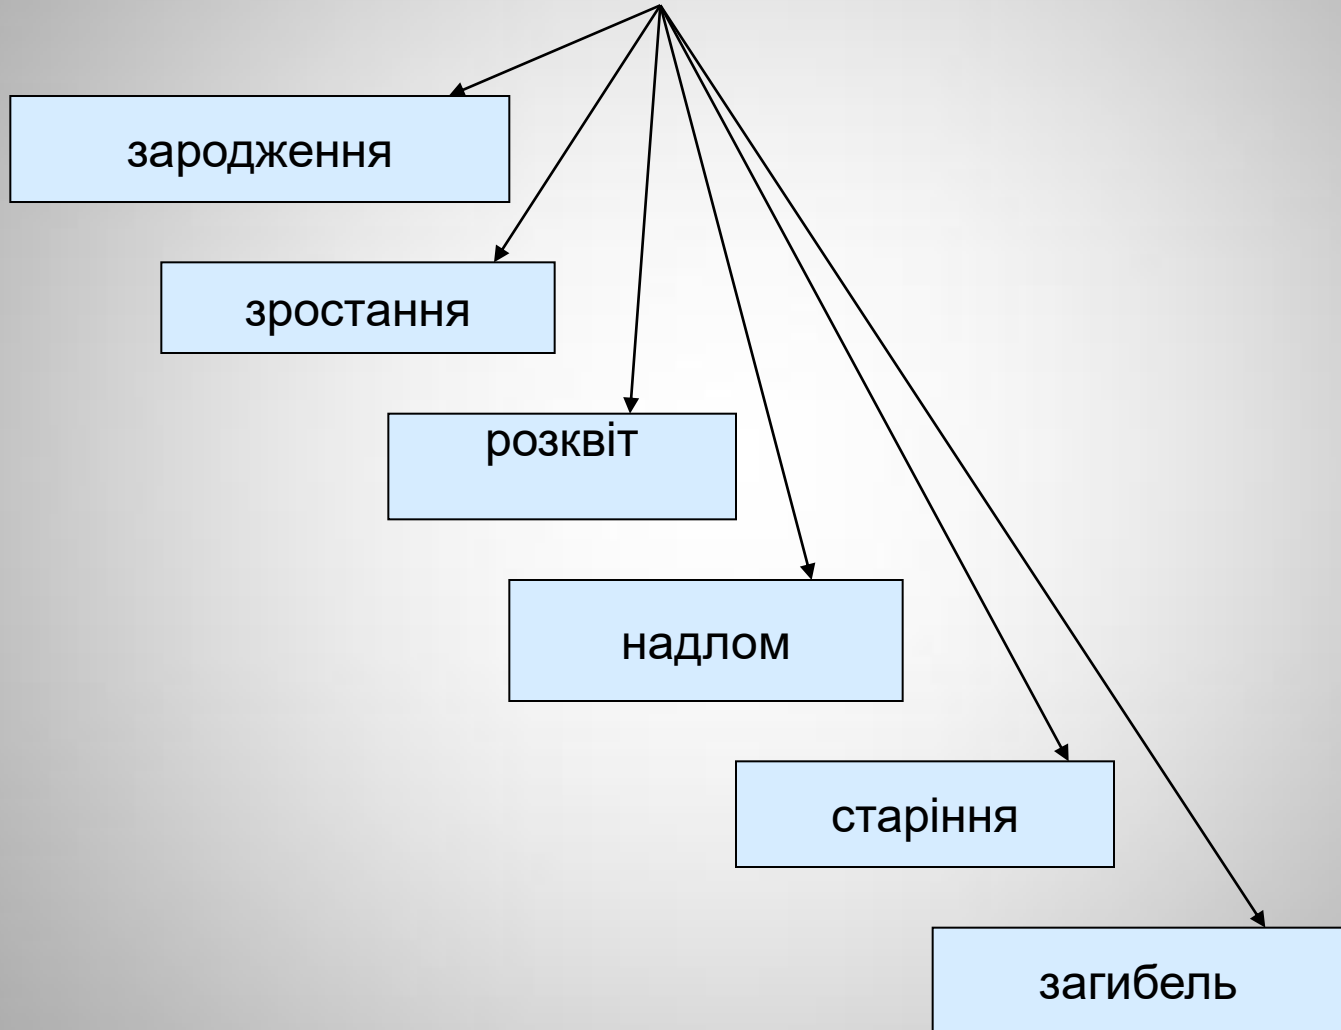 зародження
зростання
розквіт
надлом
старіння
загибель